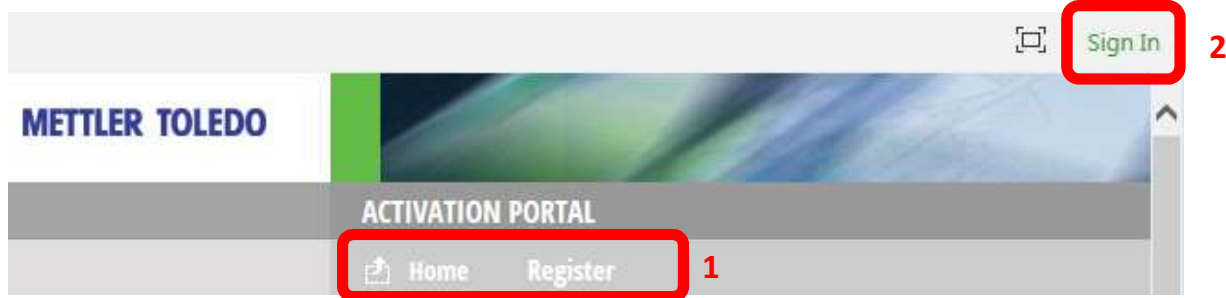 Sign In 2
METTLER TOLEDO
ACTIVATION PORTAL
Home Register 1